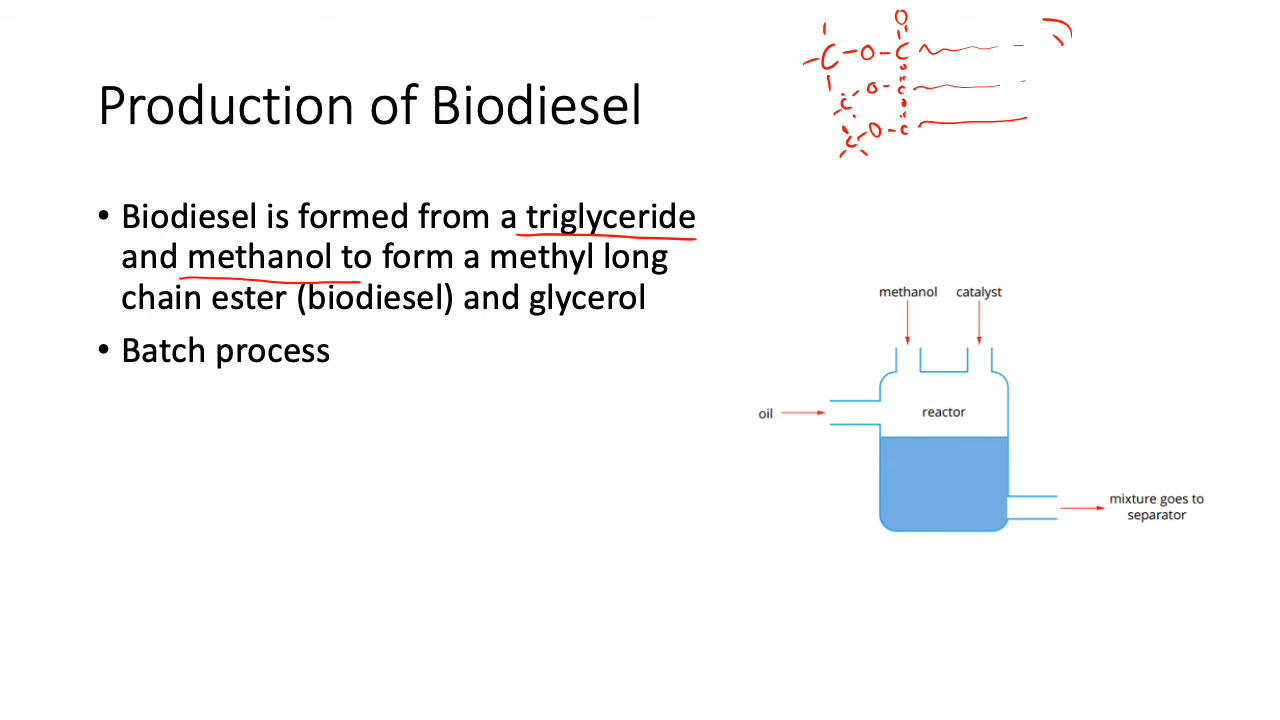 Production of Biodiesel
• Biodiesel is formed from a triglyceride
and methanol to form a methyl long
chain ester (biodiesel) and glycerol
• Batch process
O
C-O-C
C-O-C
C-O-C
methanol catalyst
oil
reactor
mixture goes to
separator